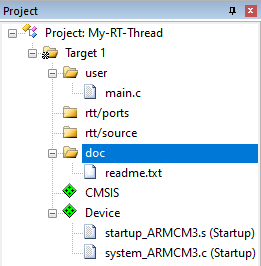 Project
Project: My-RT-Thread
Target 1
user
main.c
rtt/ports
rtt/source
doc
readme.txt
CMSIS
Device
startup_ARMCM3.s (Startup)
system_ARMCM3.c (Startup)